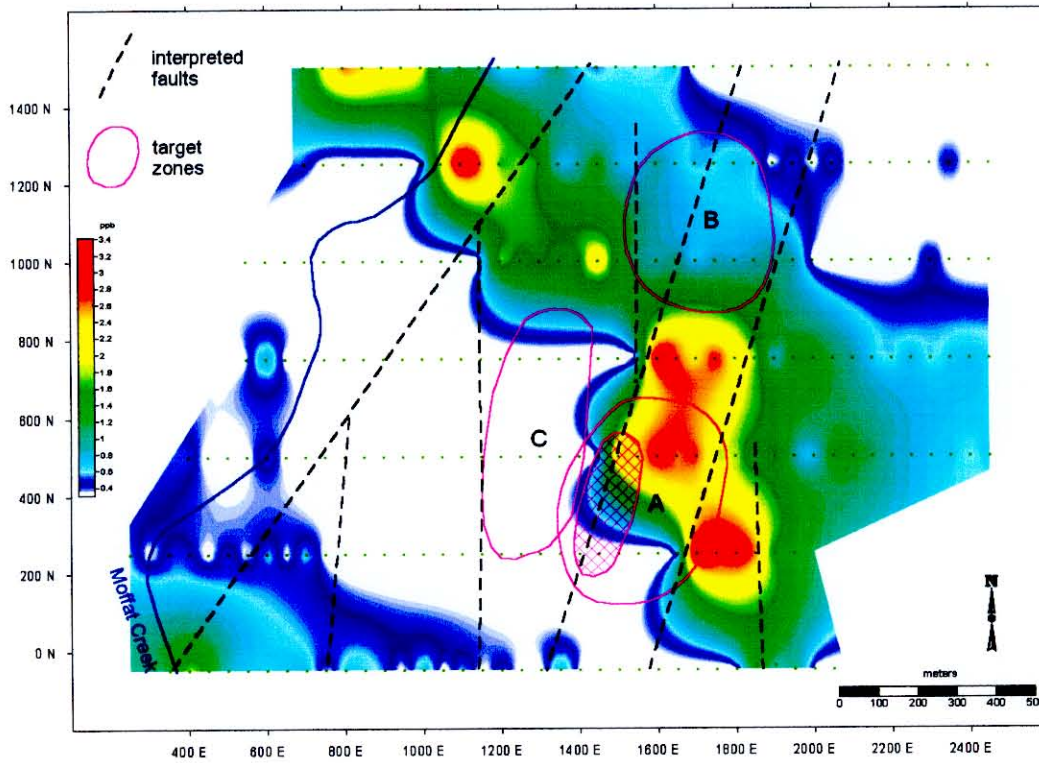 interpreted
faults
target
zones
ppb
3.4
3.2
3
2.8
2.6
2.4
2.2
2
1.8
1.6
1.4
1.2
1
0.8
0.6
0.4
1400 N
1200 N
1000 N
800 N
600 N
400 N
200 N
0 N
B
C
A
Moffat Creek
N
meters
0 100 200 300 400 500
400 E 600 E 800 E 1000 E 1200 E 1400 E 1600 E 1800 E 2000 E 2200 E 2400 E